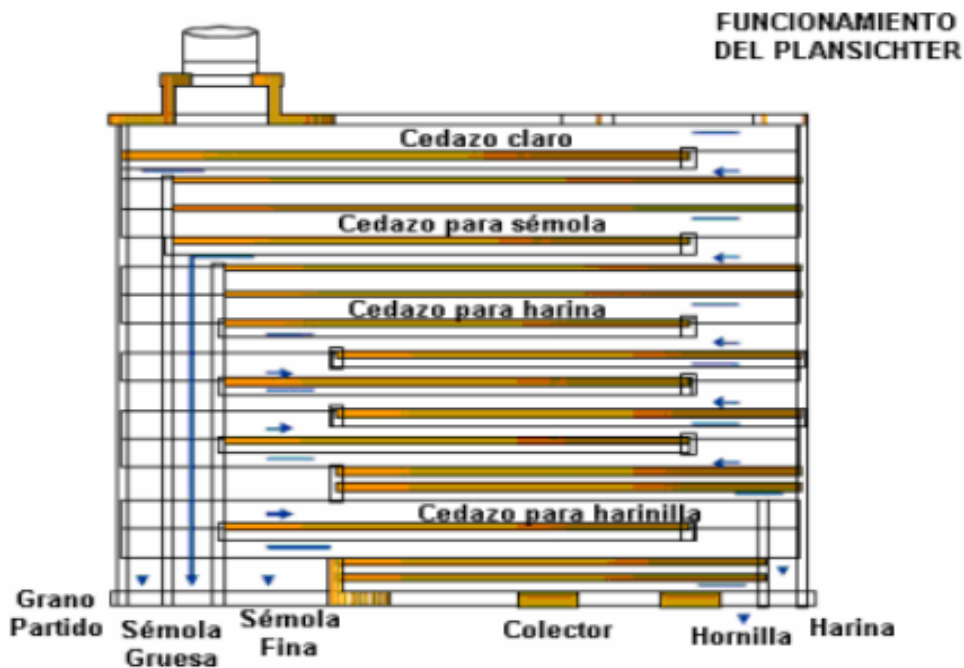 FUNCIONAMIENTO
DEL PLANSICHTER
Cedazo claro
Cedazo para sémola
Cedazo para harina
Cedazo para harinilla
Grano
Partido
Sémola
Gruesa
Sémola
Fina
Colector
Hornilla
Harina